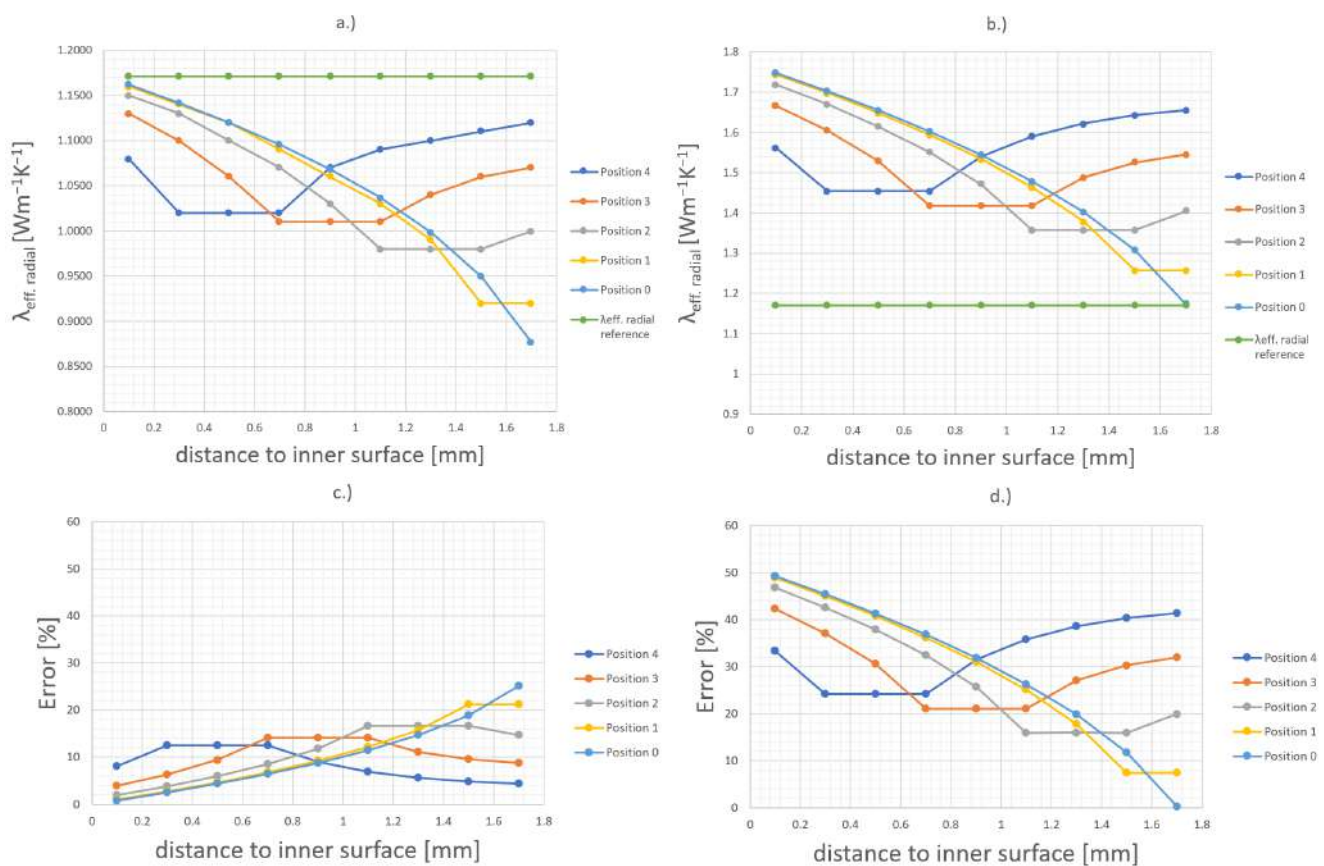 a.)
1.2000
1.1500
1.1000
1.0500
1.0000
0.9500
0.9000
0.8500
0.8000
λeff. radial [Wm⁻¹K⁻¹]
0 0.2 0.4 0.6 0.8 1 1.2 1.4 1.6 1.8
distance to inner surface [mm]
Position 4
Position 3
Position 2
Position 1
Position 0
λeff. radial
reference
b.)
1.8
1.7
1.6
1.5
1.4
1.3
1.2
1.1
1
0.9
λeff. radial [Wm⁻¹K⁻¹]
0 0.2 0.4 0.6 0.8 1 1.2 1.4 1.6 1.8
distance to inner surface [mm]
Position 4
Position 3
Position 2
Position 1
Position 0
λeff. radial
reference
c.)
60
50
40
30
20
10
0
Error [%]
0 0.2 0.4 0.6 0.8 1 1.2 1.4 1.6 1.8
distance to inner surface [mm]
Position 4
Position 3
Position 2
Position 1
Position 0
d.)
60
50
40
30
20
10
0
Error [%]
0 0.2 0.4 0.6 0.8 1 1.2 1.4 1.6 1.8
distance to inner surface [mm]
Position 4
Position 3
Position 2
Position 1
Position 0